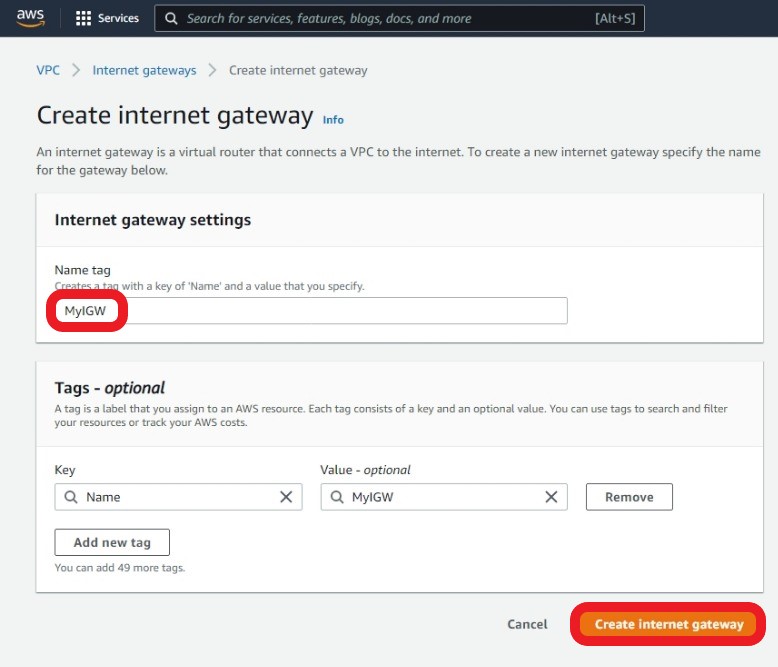 aws Services Search for services, features, blogs, docs, and more [Alt+S]
VPC Internet gateways Create internet gateway
Create internet gateway Info
An internet gateway is a virtual router that connects a VPC to the internet. To create a new internet gateway specify the name
for the gateway below.
Internet gateway settings
Name tag
Creates a tag with a key of 'Name' and a value that you specify.
MyIGW
Tags - optional
A tag is a label that you assign to an AWS resource. Each tag consists of a key and an optional value. You can use tags to search and filter
your resources or track your AWS costs.
Key Value - optional
Name MyIGW Remove
Add new tag
You can add 49 more tags.
Cancel Create internet gateway